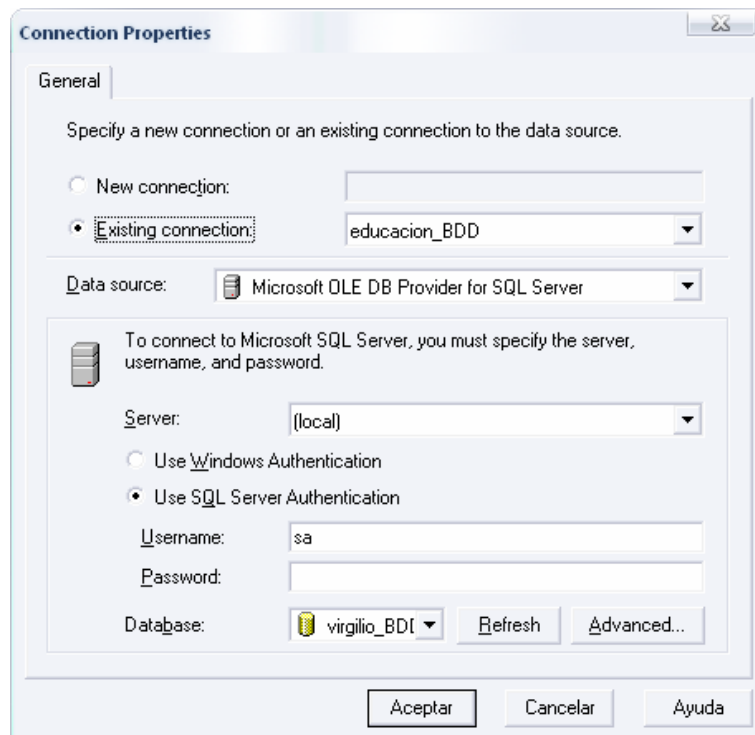 Connection Properties
General
Specify a new connection or an existing connection to the data source.
New connection:
Existing connection: educacion_BDD
Data source: Microsoft OLE DB Provider for SQL Server
To connect to Microsoft SQL Server, you must specify the server,
username, and password.
Server: (local)
Use Windows Authentication
Use SQL Server Authentication
Username: sa
Password:
Database: virgilio_BD Refresh Advanced...
Aceptar Cancelar Ayuda